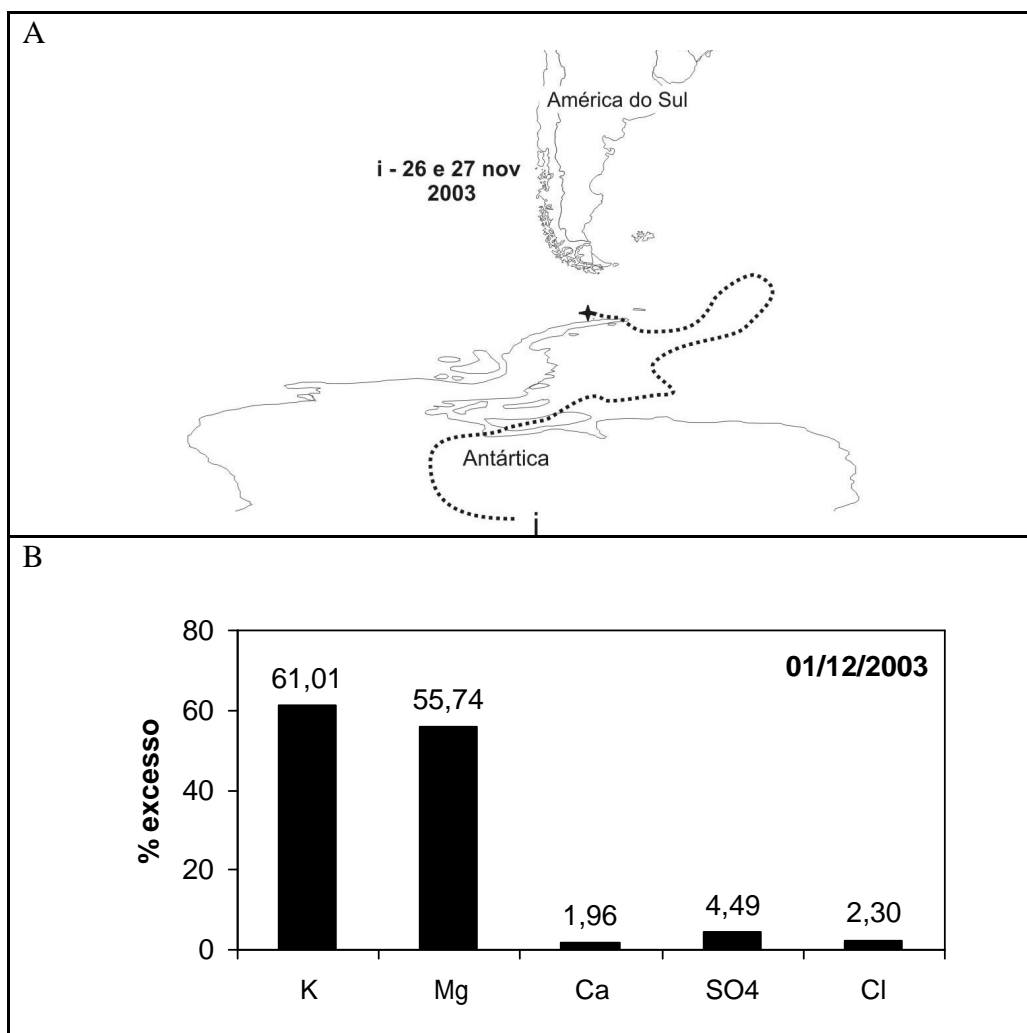 A
América do Sul
i - 26 e 27 nov
2003
Antártica
i
B
80
01/12/2003
61,01
55,74
60
% excesso
40
20
1,96
4,49
2,30
0
K
Mg
Ca
SO4
Cl